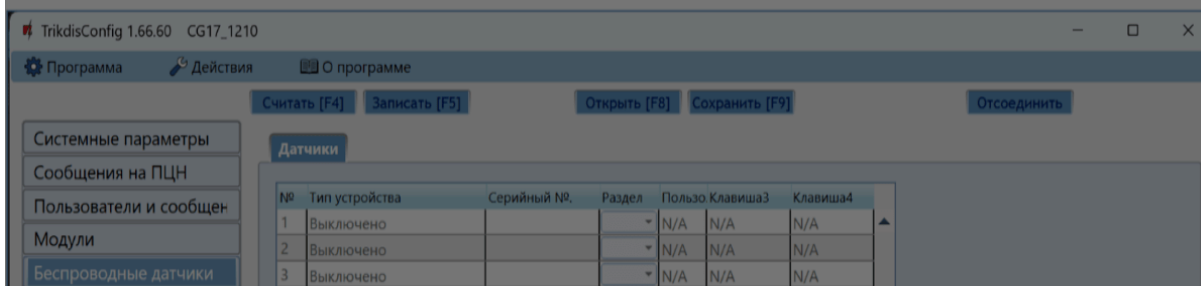 TrikdisConfig 1.66.60 CG17_1210
Программа Действия О программе
Считать [F4] Записать [F5] Открыть [F8] Сохранить [F9] Отсоединить
Системные параметры
Сообщения на ПЦН
Пользователи и сообщен
Модули
Беспроводные датчики
Датчики
№ Тип устройства Серийный №. Раздел Пользо Клавиша3 Клавиша4
1 Выключено N/A N/A N/A
2 Выключено N/A N/A N/A
3 Выключено N/A N/A N/A